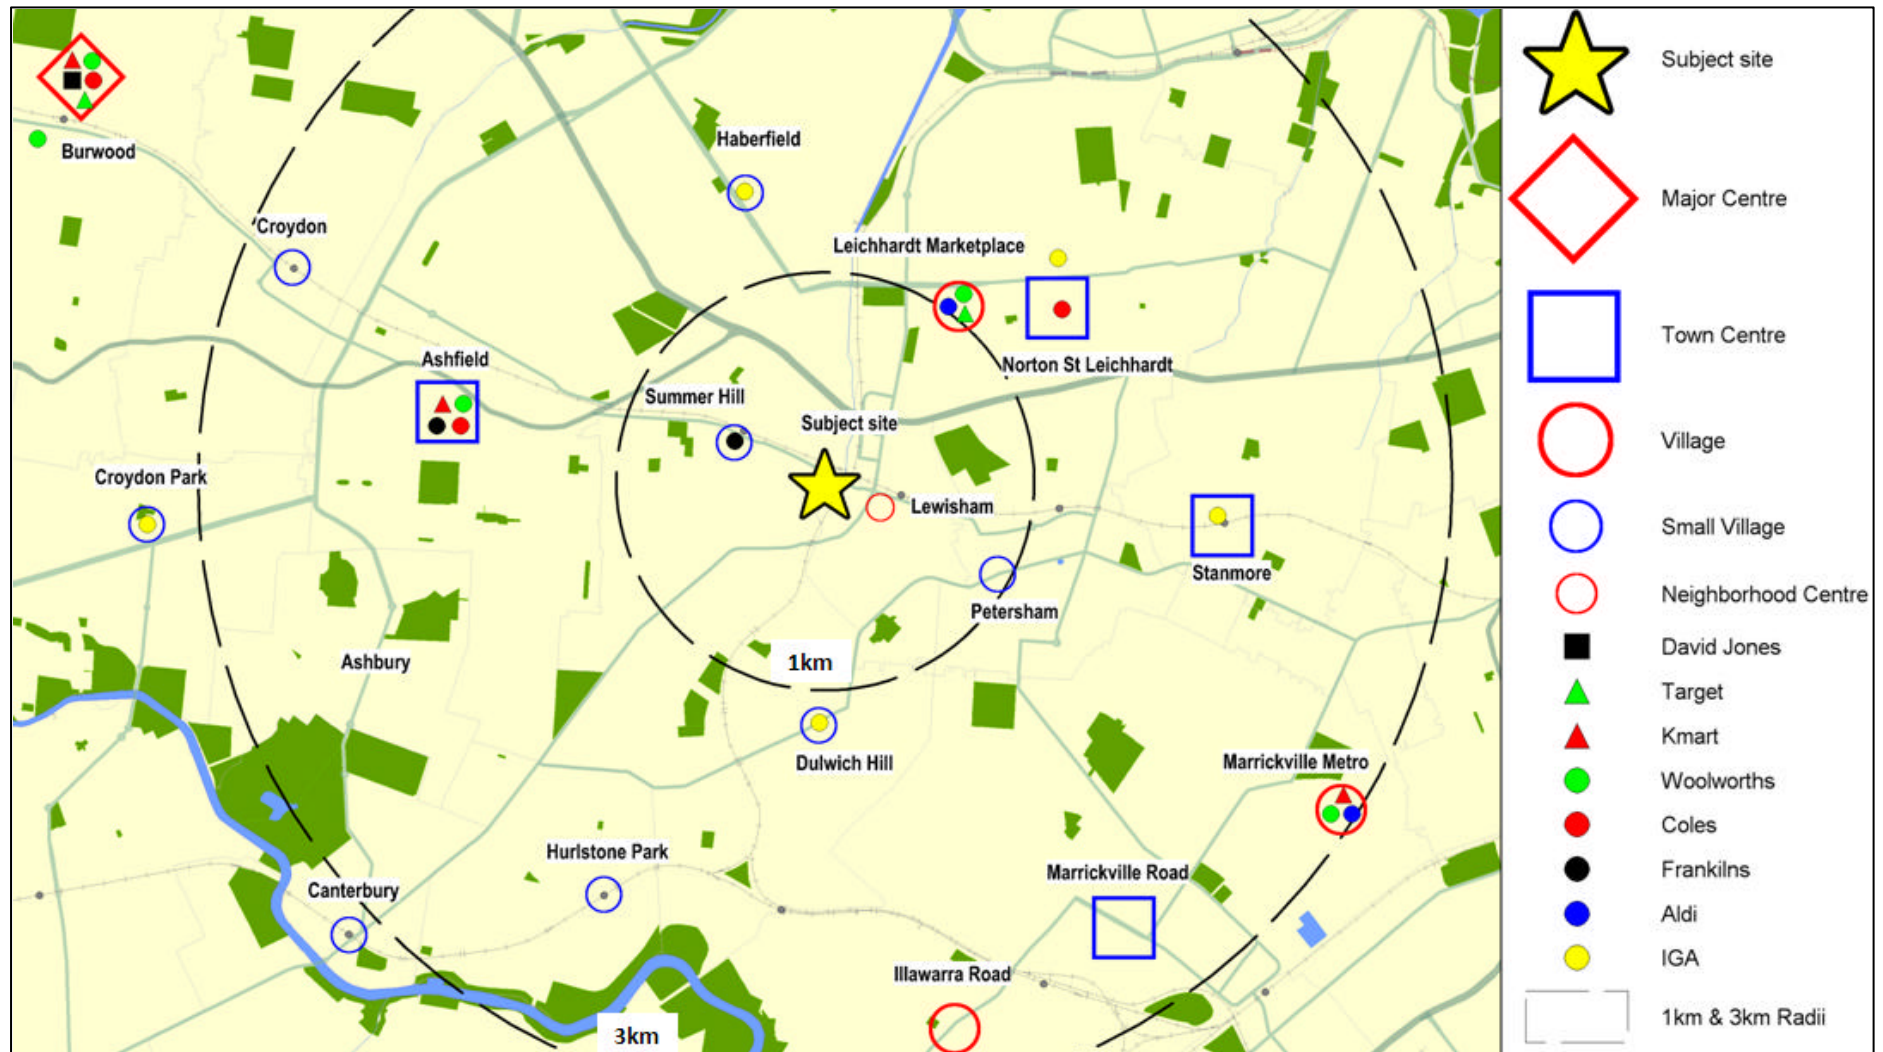 Burwood
Haberfield
Croydon
Leichhardt Marketplace
Ashfield
Norton St Leichhardt
Summer Hill
Subject site
Croydon Park
Lewisham
Stanmore
Petersham
1km
Ashbury
Dulwich Hill
Marrickville Metro
Hurlstone Park
Marrickville Road
Canterbury
Illawarra Road
3km
Subject site
Major Centre
Town Centre
Village
Small Village
Neighborhood Centre
David Jones
Target
Kmart
Woolworths
Coles
Frankilns
Aldi
IGA
1km & 3km Radii